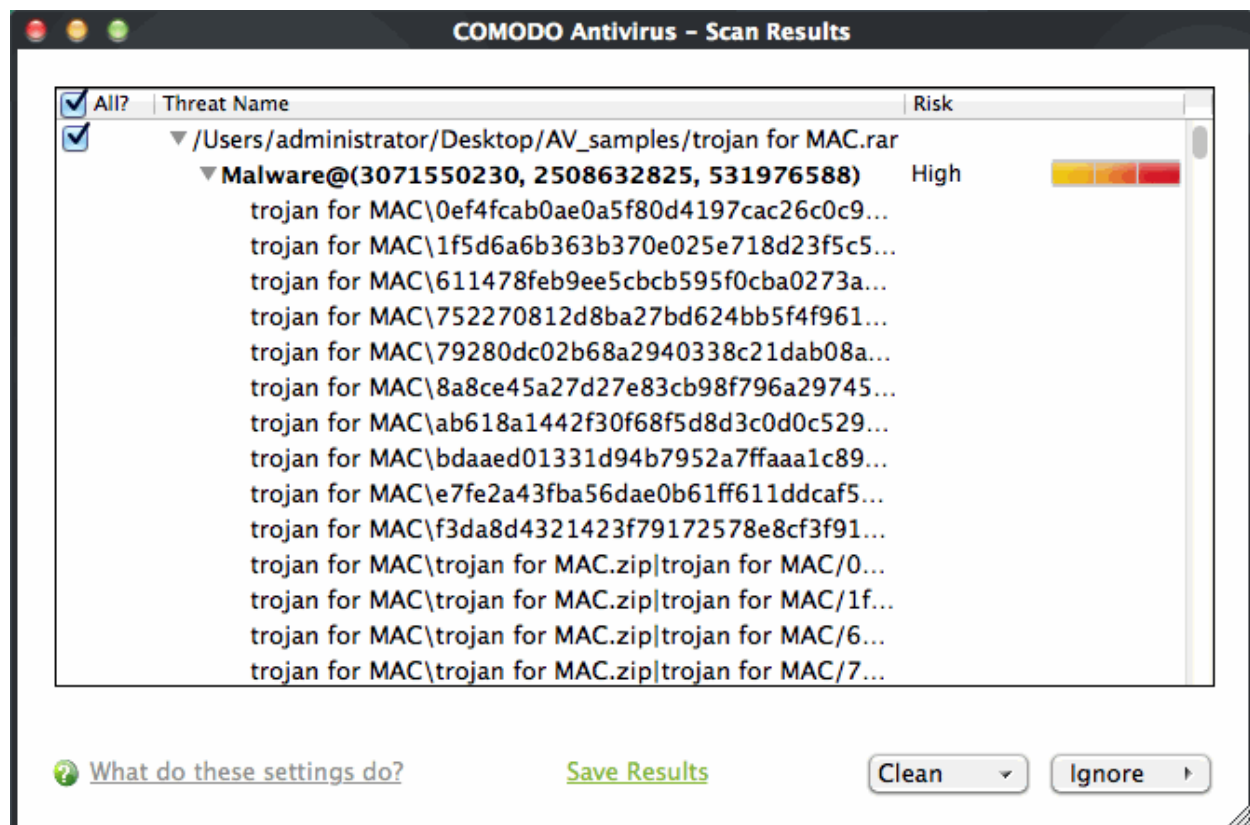 COMODO Antivirus – Scan Results
All? Threat Name Risk
/Users/administrator/Desktop/AV_samples/trojan for MAC.rar
Malware@(3071550230, 2508632825, 531976588) High
trojan for MAC\0ef4fcab0ae0a5f80d4197cac26c0c9...
trojan for MAC\1f5d6a6b363b370e025e718d23f5c5...
trojan for MAC\611478feb9ee5cbcb595f0cba0273a...
trojan for MAC\752270812d8ba27bd624bb5f4f961...
trojan for MAC\79280dc02b68a2940338c21dab08a...
trojan for MAC\8a8ce45a27d27e83cb98f796a29745...
trojan for MAC\ab618a1442f30f68f5d8d3c0d0c529...
trojan for MAC\bdaaed01331d94b7952a7ffaaa1c89...
trojan for MAC\e7fe2a43fba56dae0b61ff611ddcaf5...
trojan for MAC\f3da8d4321423f79172578e8cf3f91...
trojan for MAC\trojan for MAC.zip|trojan for MAC/0...
trojan for MAC\trojan for MAC.zip|trojan for MAC/1f...
trojan for MAC\trojan for MAC.zip|trojan for MAC/6...
trojan for MAC\trojan for MAC.zip|trojan for MAC/7...
What do these settings do? Save Results Clean Ignore